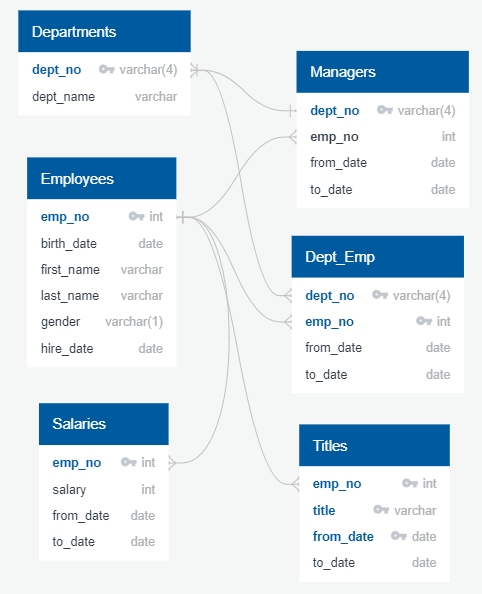 Departments
dept_no varchar(4)
dept_name varchar
Managers
dept_no varchar(4)
emp_no int
from_date date
to_date date
Employees
emp_no int
birth_date date
first_name varchar
last_name varchar
gender varchar(1)
hire_date date
Dept_Emp
dept_no varchar(4)
emp_no int
from_date date
to_date date
Salaries
emp_no int
salary int
from_date date
to_date date
Titles
emp_no int
title varchar
from_date date
to_date date